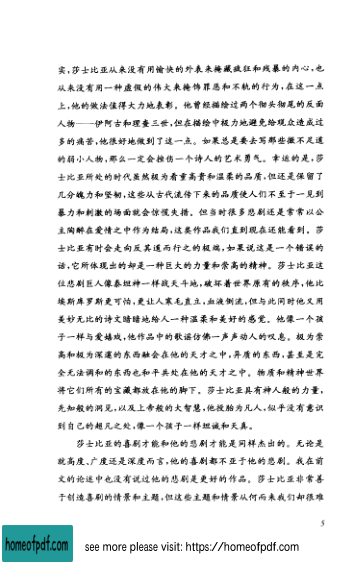 实,莎士比亚从来没有用愉快的外表来掩藏疯狂和残暴的内心,也
从来没有用一种虚假的伟大来掩饰罪恶和不轨的行为,在这一点
上,他的做法值得大力地表彰。他曾经描绘过两个彻头彻尾的反面
人物——伊阿古和理查三世,但在描绘中极力地避免给观众造成过
多的痛苦,他很好地做到了这一点。如果总是要去写那些微不足道
的弱小人物,那么一定会挫伤一个诗人的艺术勇气。幸运的是,莎
士比亚所处的时代虽然极为看重高贵和温柔的品质,但还是保留了
几分魄力和坚韧,这些从古代流传下来的品质使人们不至于一见到
暴力和刺激的场面就会惊慌失措。但当时很多悲剧还是常常以公
主陶醉在爱情之中作为结局,这类作品我们直到现在还能看到。莎
士比亚有时会走向反其道而行之的极端,如果说这是一个错误的
话,它所体现出的却是一种巨大的力量和崇高的精神。莎士比亚这
位悲剧巨人像泰坦神一样战天斗地,破坏着世界原有的秩序,他比
埃斯库罗斯更可怕,更让人寒毛直立,血液倒流,但与此同时他又用
美妙无比的诗文暗暗地给人一种温柔和美好的感觉。他像一个孩
子一样与爱嬉戏,他作品中的歌谣仿佛一声声动人的叹息。极为崇
高和极为深邃的东西融会在他的天才之中,异质的东西,甚至是完
全无法调和的东西也和平共处在他的天才之中。物质和精神世界
将它们所有的宝藏都放在他的脚下。莎士比亚具有神人般的力量,
先知般的洞见,以及上帝般的大智慧,他投胎为凡人,似乎没有意识
到自己的超凡之处,像一个孩子一样坦诚和天真。
莎士比亚的喜剧才能和他的悲剧才能是同样杰出的。无论是
就高度、广度还是深度而言,他的喜剧都不亚于他的悲剧。我在前
文的论述中也没有说过他的悲剧是更好的作品。莎士比亚非常善
于创造喜剧的情景和主题,但这些主题和情景从何而来我们却很难
5
homeofpdf.com
see more please visit: https://homeofpdf.com